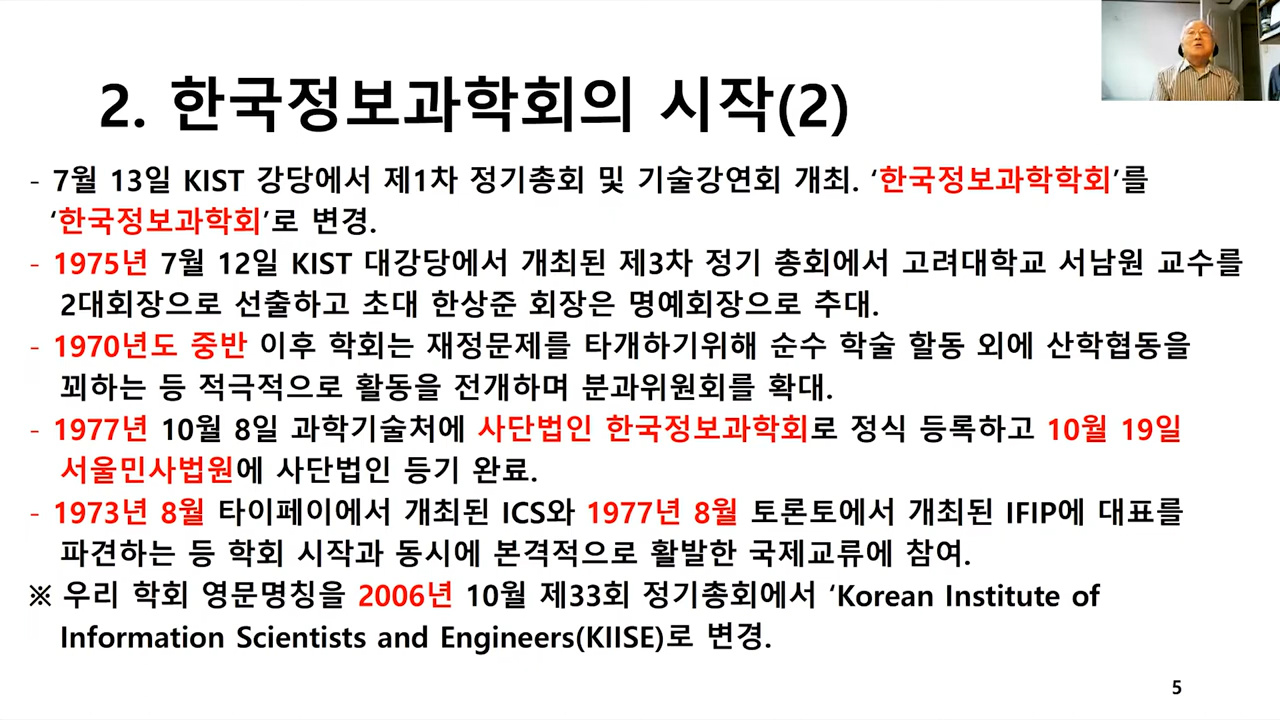 2. 한국정보과학회의 시작(2)
- 7월 13일 KIST 강당에서 제1차 정기총회 및 기술강연회 개최. ‘한국정보과학학회’를
‘한국정보과학회’로 변경.
- 1975년 7월 12일 KIST 대강당에서 개최된 제3차 정기 총회에서 고려대학교 서남원 교수를
2대회장으로 선출하고 초대 한상준 회장은 명예회장으로 추대.
- 1970년도 중반 이후 학회는 재정문제를 타개하기위해 순수 학술 할동 외에 산학협동을
꾀하는 등 적극적으로 활동을 전개하며 분과위원회를 확대.
- 1977년 10월 8일 과학기술처에 사단법인 한국정보과학회로 정식 등록하고 10월 19일
서울민사법원에 사단법인 등기 완료.
- 1973년 8월 타이페이에서 개최된 ICS와 1977년 8월 토론토에서 개최된 IFIP에 대표를
파견하는 등 학회 시작과 동시에 본격적으로 활발한 국제교류에 참여.
※ 우리 학회 영문명칭을 2006년 10월 제33회 정기총회에서 ‘Korean Institute of
Information Scientists and Engineers(KIISE)로 변경.
5